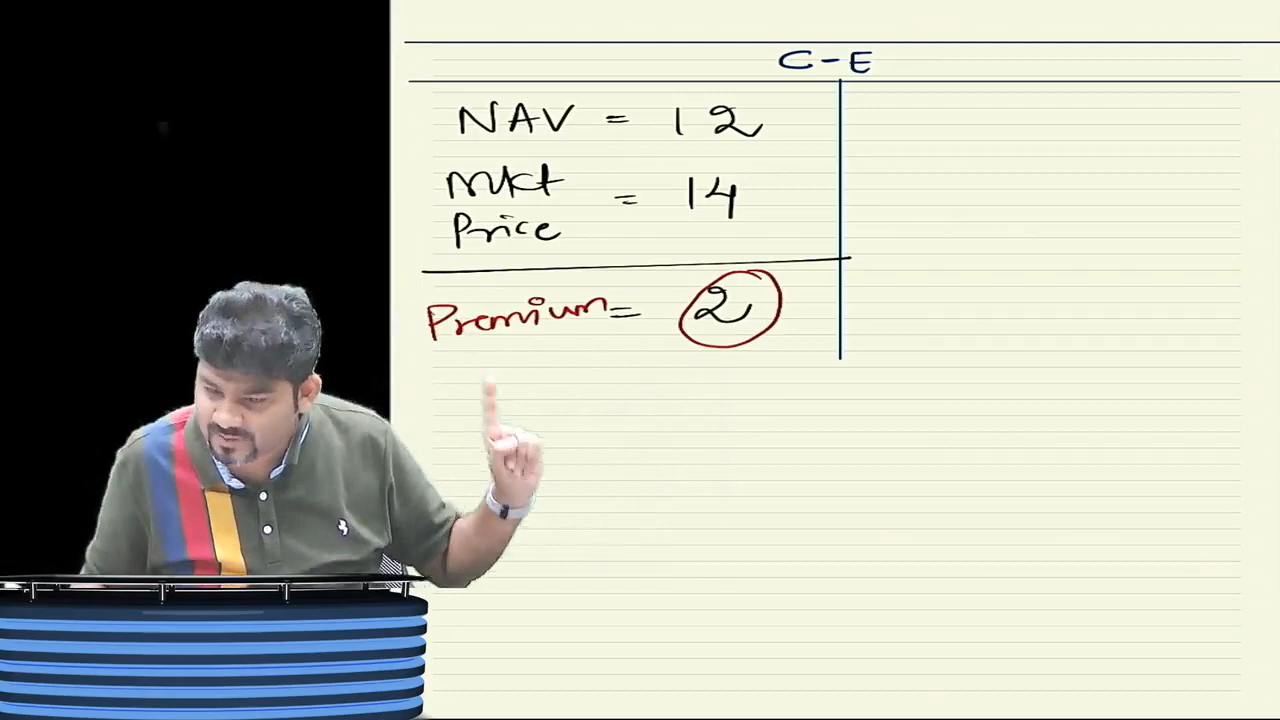 C-E
NAV = 12
Mkt
Price = 14
Premium = 2